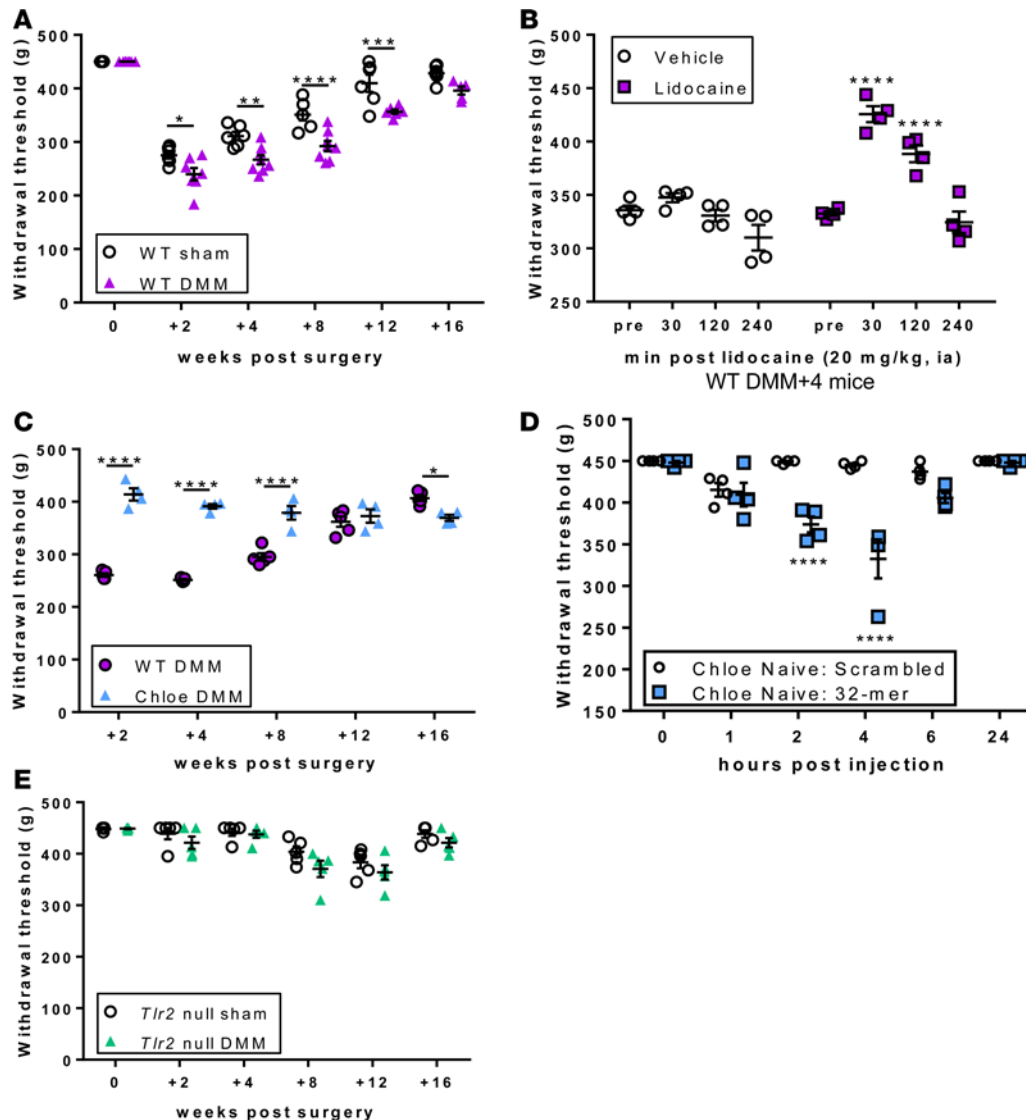 A
Withdrawal threshold (g)
500
400
300
200
100
0
*
**
****
***
WT sham
WT DMM
0 +2 +4 +8 +12 +16
weeks post surgery
B
Withdrawal threshold (g)
500
450
400
350
300
250
Vehicle
Lidocaine
****
****
pre 30 120 240 pre 30 120 240
min post lidocaine (20 mg/kg, ia)
WT DMM+4 mice
C
Withdrawal threshold (g)
500
400
300
200
100
0
****
****
****
*
WT DMM
Chloe DMM
+2 +4 +8 +12 +16
weeks post surgery
D
Withdrawal threshold (g)
500
450
400
350
300
250
200
150
****
****
Chloe Naive: Scrambled
Chloe Naive: 32-mer
0 1 2 4 6 24
hours post injection
E
Withdrawal threshold (g)
500
400
300
200
100
0
Tlr2 null sham
Tlr2 null DMM
0 +2 +4 +8 +12 +16
weeks post surgery